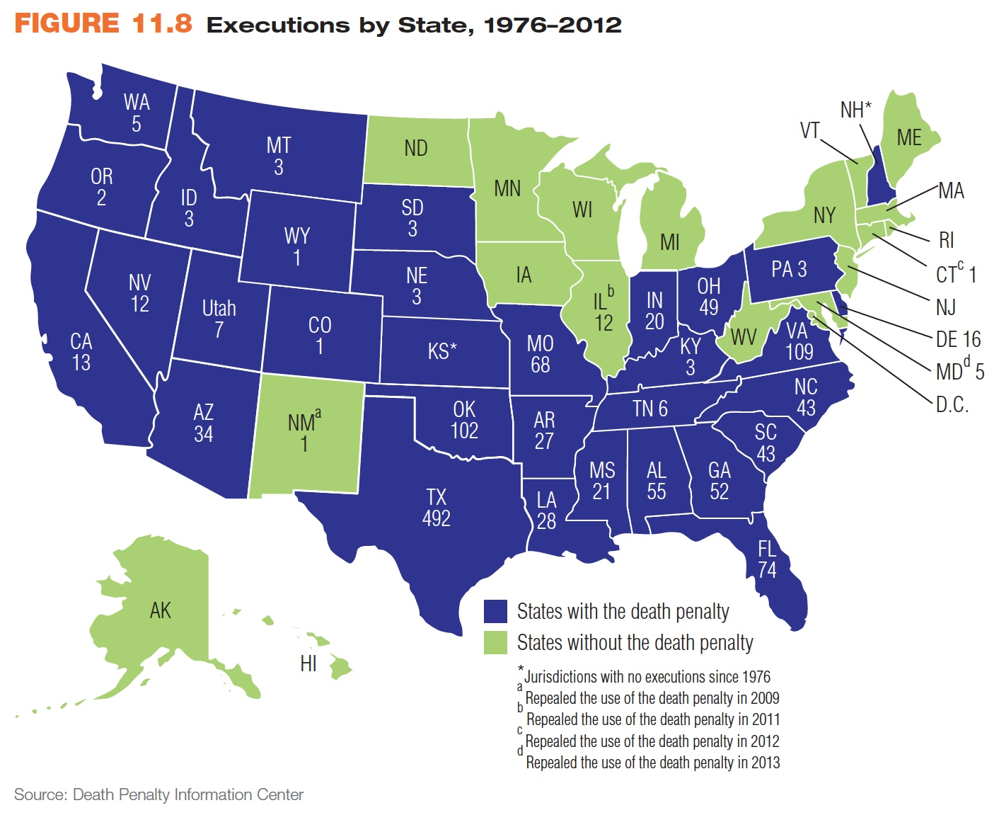 FIGURE 11.8 Executions by State, 1976–2012
WA
5
MT
3
ND
MN
NH*
VT
ME
OR
2
ID
3
SD
3
WI
MI
NY
MA
WY
1
RI
NV
12
NE
3
IA
PA 3
CTc 1
Utah
7
CO
1
ILb
12
IN
20
OH
49
NJ
CA
13
KS*
MO
68
KY
3
WV
VA
109
DE 16
MDd 5
D.C.
AZ
34
NMa
1
OK
102
AR
27
TN 6
NC
43
SC
43
TX
492
LA
28
MS
21
AL
55
GA
52
FL
74
AK
HI
States with the death penalty
States without the death penalty
*Jurisdictions with no executions since 1976
a Repealed the use of the death penalty in 2009
b Repealed the use of the death penalty in 2011
c Repealed the use of the death penalty in 2012
d Repealed the use of the death penalty in 2013
Source: Death Penalty Information Center